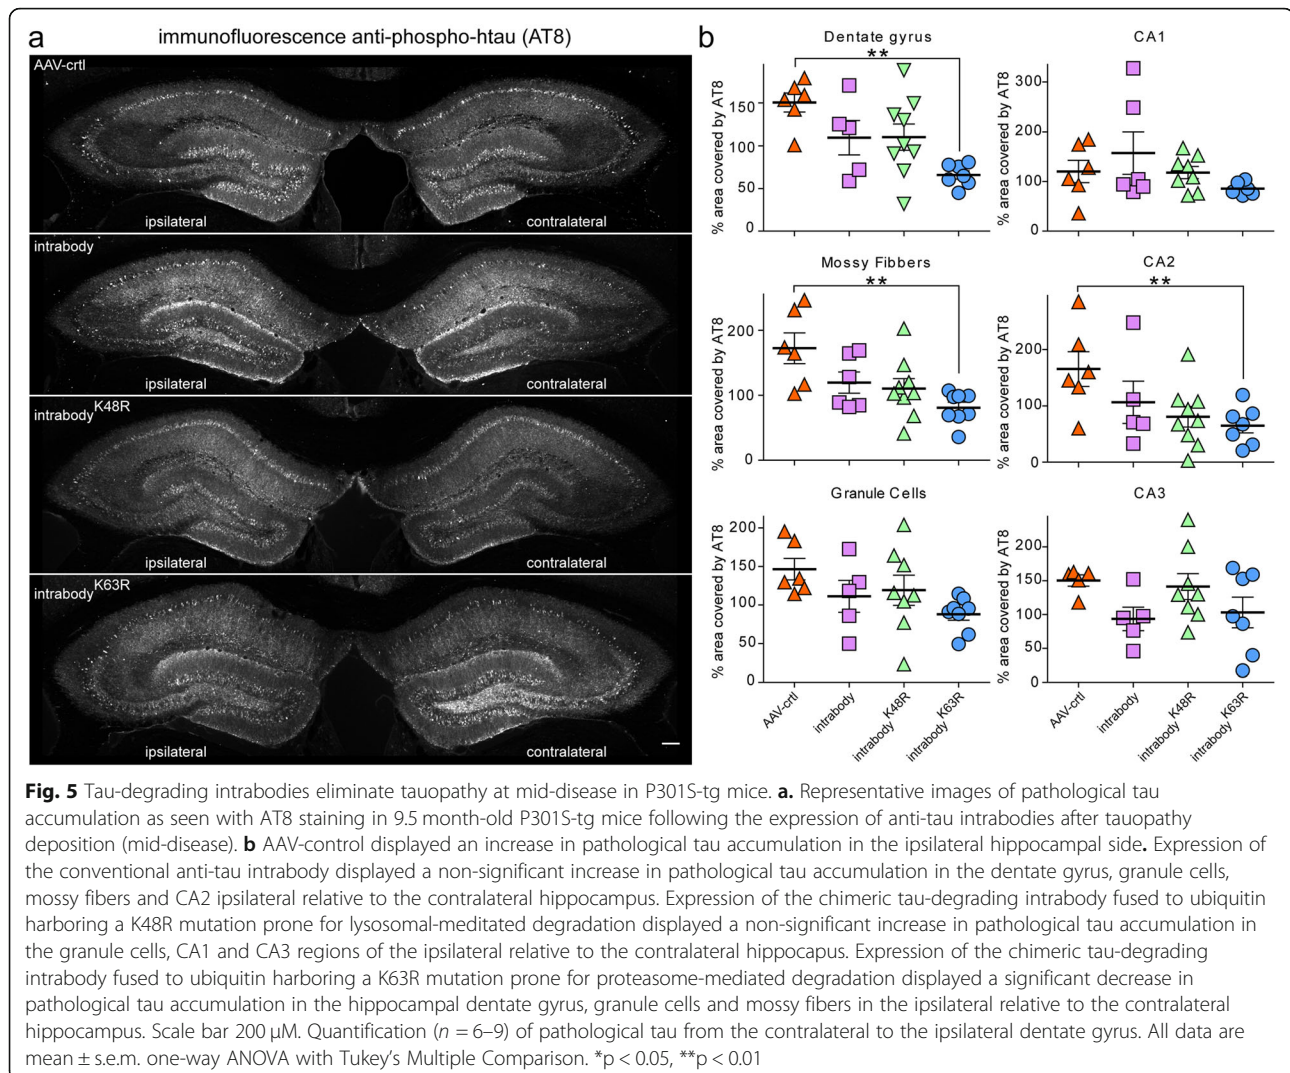 a
immunofluorescence anti-phospho-htau (AT8)
AAV-crtl
ipsilateral
contralateral
intrabody
ipsilateral
contralateral
intrabodyK48R
ipsilateral
contralateral
intrabodyK63R
ipsilateral
contralateral
b
Dentate gyrus
**
% area covered by AT8
150
100
50
0
CA1
% area covered by AT8
300
200
100
0
Mossy Fibbers
**
% area covered by AT8
200
100
0
CA2
**
% area covered by AT8
200
100
0
Granule Cells
% area covered by AT8
200
150
100
50
0
AAV-crtl
intrabody
intrabody K48R
intrabody K63R
CA3
% area covered by AT8
200
150
100
50
0
AAV-crtl
intrabody
intrabody K48R
intrabody K63R
Fig. 5 Tau-degrading intrabodies eliminate tauopathy at mid-disease in P301S-tg mice. a. Representative images of pathological tau
accumulation as seen with AT8 staining in 9.5 month-old P301S-tg mice following the expression of anti-tau intrabodies after tauopathy
deposition (mid-disease). b AAV-control displayed an increase in pathological tau accumulation in the ipsilateral hippocampal side. Expression of
the conventional anti-tau intrabody displayed a non-significant increase in pathological tau accumulation in the dentate gyrus, granule cells,
mossy fibers and CA2 ipsilateral relative to the contralateral hippocampus. Expression of the chimeric tau-degrading intrabody fused to ubiquitin
harboring a K48R mutation prone for lysosomal-meditated degradation displayed a non-significant increase in pathological tau accumulation in
the granule cells, CA1 and CA3 regions of the ipsilateral relative to the contralateral hippocapus. Expression of the chimeric tau-degrading
intrabody fused to ubiquitin harboring a K63R mutation prone for proteasome-mediated degradation displayed a significant decrease in
pathological tau accumulation in the hippocampal dentate gyrus, granule cells and mossy fibers in the ipsilateral relative to the contralateral
hippocampus. Scale bar 200 μM. Quantification (n = 6–9) of pathological tau from the contralateral to the ipsilateral dentate gyrus. All data are
mean ± s.e.m. one-way ANOVA with Tukey's Multiple Comparison. *p < 0.05, **p < 0.01